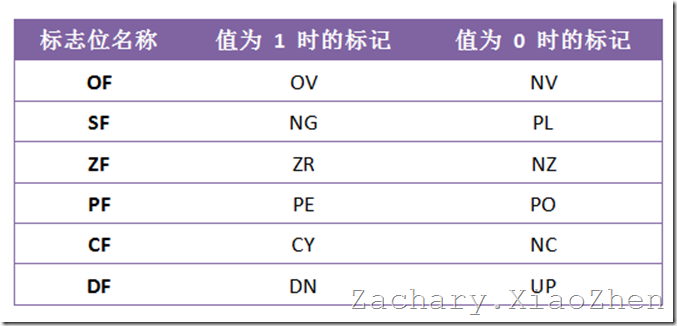 标志位名称 值为 1 时的标记 值为 0 时的标记
OF OV NV
SF NG PL
ZF ZR NZ
PF PE PO
CF CY NC
DF DN UP
Zachary.XiaoZhen